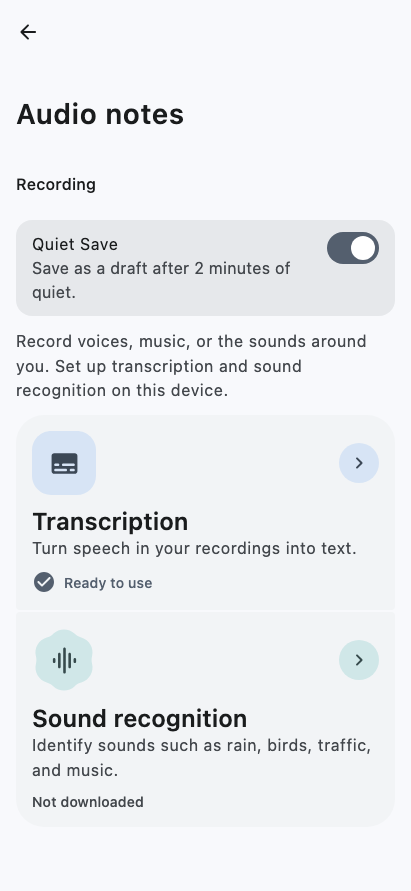 Audio notes
Recording
Quiet Save
Save as a draft after 2 minutes of
quiet.
Record voices, music, or the sounds around
you. Set up transcription and sound
recognition on this device.
Transcription
Turn speech in your recordings into text.
Ready to use
Sound recognition
Identify sounds such as rain, birds, traffic,
and music.
Not downloaded